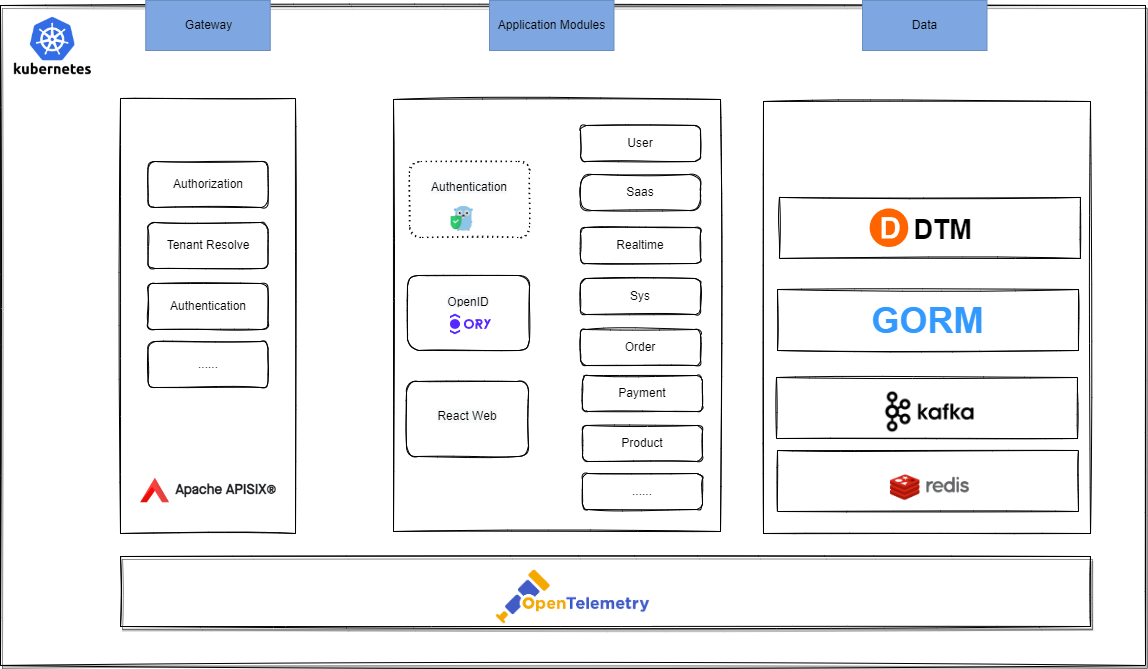 Gateway
Application Modules
Data
kubernetes
Authorization
Tenant Resolve
Authentication
......
Apache APISIX®
Authentication
OpenID
ORY
React Web
User
Saas
Realtime
Sys
Order
Payment
Product
......
D DTM
GORM
kafka
redis
OpenTelemetry